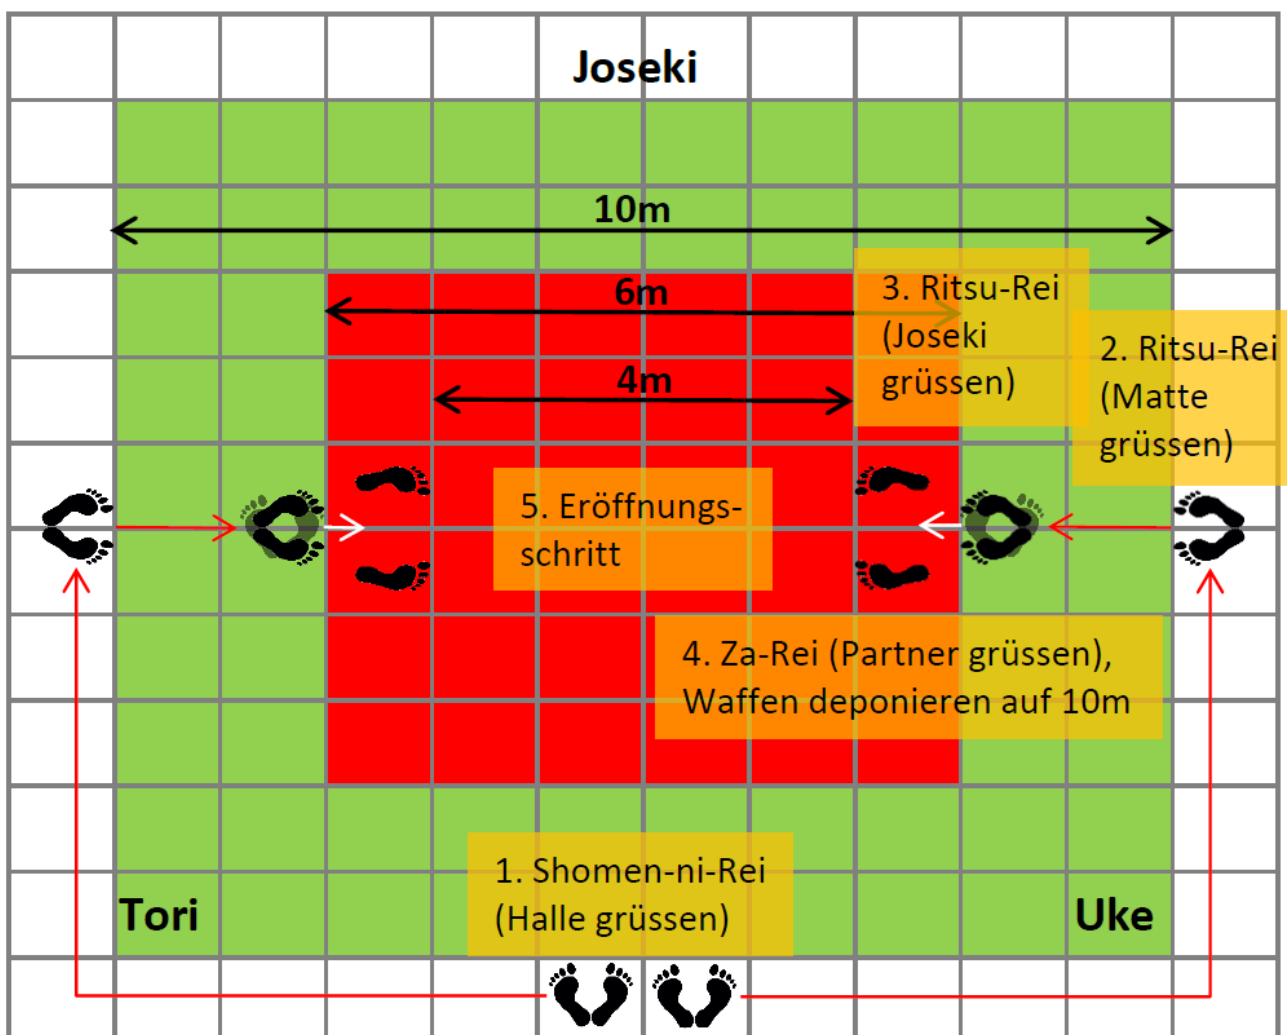 Joseki
10m
6m
3. Ritsu-Rei
(Joseki
grüssen)
2. Ritsu-Rei
(Matte
grüssen)
4m
5. Eröffnungs-
schritt
4. Za-Rei (Partner grüssen),
Waffen deponieren auf 10m
1. Shomen-ni-Rei
(Halle grüssen)
Tori
Uke